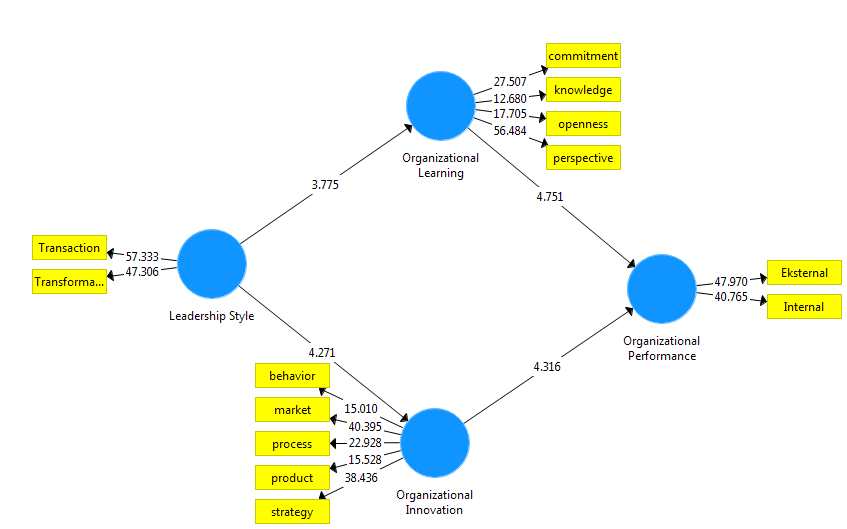 commitment
27.507
12.680
knowledge
17.705
56.484
openness
perspective
Organizational
Learning
3.775
4.751
Transaction
57.333
47.306
Transforma...
Leadership Style
Eksternal
47.970
40.765
Internal
Organizational
Performance
4.271
4.316
behavior
15.010
market
40.395
process
22.928
15.528
product
38.436
strategy
Organizational
Innovation